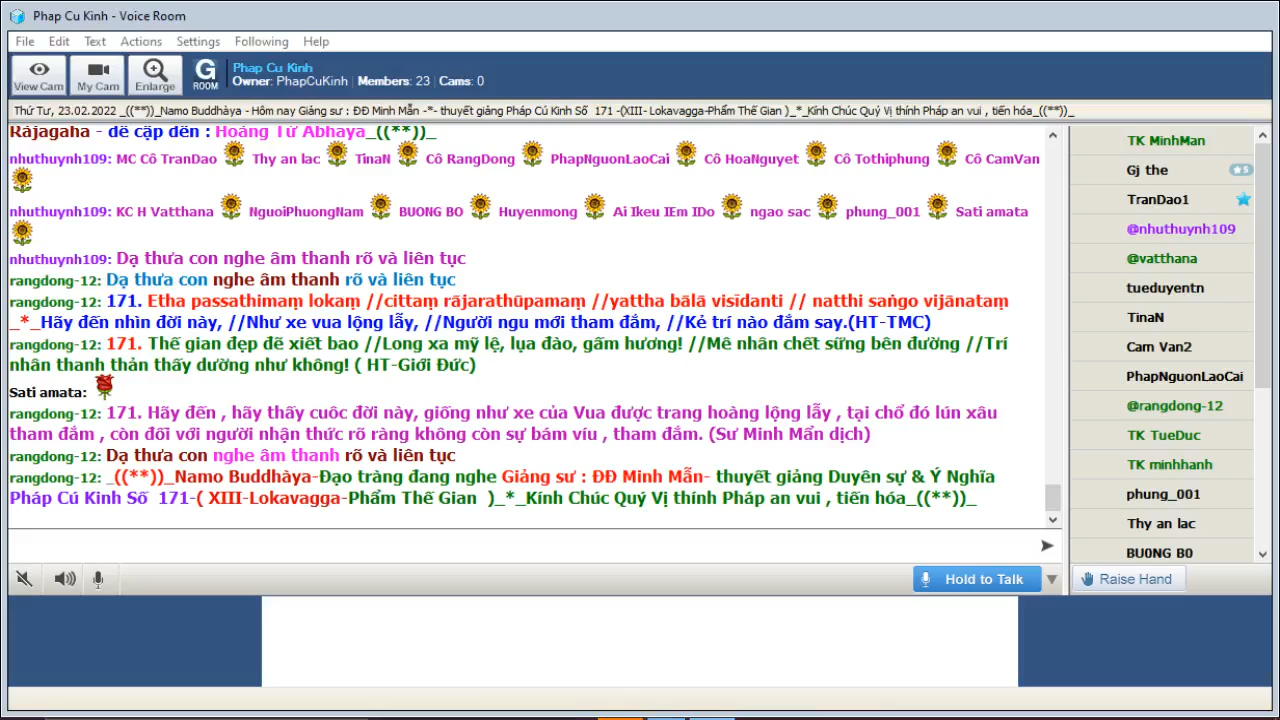 Phap Cu Kinh - Voice Room
File Edit Text Actions Settings Following Help
View Cam My Cam Enlarge G ROOM
Phap Cu Kinh
Owner: PhapCuKinh | Members: 23 | Cams: 0
Thứ Tư, 23.02.2022 _((**))_Namo Buddhàya - Hôm nay Giảng sư : ĐĐ Minh Mẫn -*- thuyết giảng Pháp Cú Kinh Số 171 -(XIII- Lokavagga-Phẩm Thế Gian )_*_Kính Chúc Quý Vị thính Pháp an vui , tiến hóa_((**))_
Rājagaha - đề cập đến : Hoàng Tử Abhaya_((**))_
nhuthuynh109: MC Cô TranDao Thy an lac TinaN Cô RangDong PhapNguonLaoCai Cô HoaNguyet Cô Tothiphung Cô CamVan
nhuthuynh109: KC H Vatthana NguoiPhuongNam BUONG BO Huyenmong Ai Ikeu IEm IDo ngao sac phung_001 Sati amata
nhuthuynh109: Dạ thưa con nghe âm thanh rõ và liên tục
rangdong-12: Dạ thưa con nghe âm thanh rõ và liên tục
rangdong-12: 171. Etha passathimaṃ lokaṃ //cittaṃ rājarathūpamaṃ //yattha bālā visīdanti // natthi saṅgo vijānataṃ
_*_Hãy đến nhìn đời này, //Như xe vua lộng lẫy, //Người ngu mới tham đắm, //Kẻ trí nào đắm say.(HT-TMC)
rangdong-12: 171. Thế gian đẹp đẽ xiết bao //Long xa mỹ lệ, lụa đào, gấm hương! //Mê nhân chết sững bên đường //Trí
nhân thanh thản thấy dường như không! ( HT-Giới Đức)
Sati amata:
rangdong-12: 171. Hãy đến , hãy thấy cuôc đời này, giống như xe của Vua được trang hoàng lộng lẫy , tại chổ đó lún xâu
tham đắm , còn đối với người nhận thức rõ ràng không còn sự bám víu , tham đắm. (Sư Minh Mẩn dịch)
rangdong-12: Dạ thưa con nghe âm thanh rõ và liên tục
rangdong-12: _((**))_Namo Buddhàya-Đạo tràng đang nghe Giảng sư : ĐĐ Minh Mẫn- thuyết giảng Duyên sự & Ý Nghĩa
Pháp Cú Kinh Số 171-( XIII-Lokavagga-Phẩm Thế Gian )_*_Kính Chúc Quý Vị thính Pháp an vui , tiến hóa_((**))_
Hold to Talk
TK MinhMan
Gj the
TranDao1
@nhuthuynh109
@vatthana
tueduyentn
TinaN
Cam Van2
PhapNguonLaoCai
@rangdong-12
TK TueDuc
TK minhhanh
phung_001
Thy an lac
BU0NG B0
Raise Hand